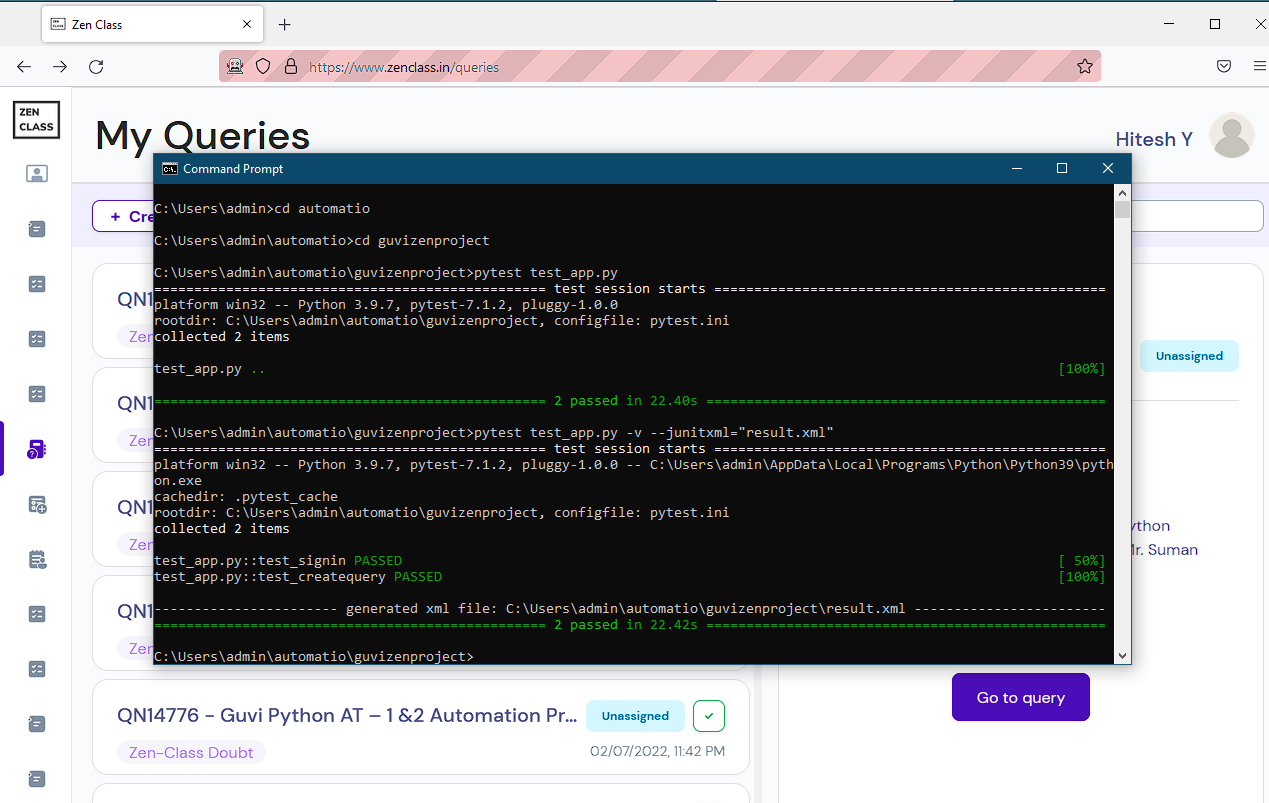 Zen Class
https://www.zenclass.in/queries
ZEN
CLASS
My Queries
Hitesh Y
+ Cre
Command Prompt
C:\Users\admin>cd automatio
C:\Users\admin\automatio>cd guvizenproject
C:\Users\admin\automatio\guvizenproject>pytest test_app.py
================================================= test session starts =================================================
platform win32 -- Python 3.9.7, pytest-7.1.2, pluggy-1.0.0
rootdir: C:\Users\admin\automatio\guvizenproject, configfile: pytest.ini
collected 2 items
test_app.py .. [100%]
================================================= 2 passed in 22.40s ==================================================
C:\Users\admin\automatio\guvizenproject>pytest test_app.py -v --junitxml="result.xml"
================================================= test session starts =================================================
platform win32 -- Python 3.9.7, pytest-7.1.2, pluggy-1.0.0 -- C:\Users\admin\AppData\Local\Programs\Python\Python39\pyth
on.exe
cachedir: .pytest_cache
rootdir: C:\Users\admin\automatio\guvizenproject, configfile: pytest.ini
collected 2 items
test_app.py::test_signin PASSED [ 50%]
test_app.py::test_createquery PASSED [100%]
----------------------- generated xml file: C:\Users\admin\automatio\guvizenproject\result.xml ------------------------
================================================= 2 passed in 22.42s ==================================================
C:\Users\admin\automatio\guvizenproject>
QN1
Zen
QN1
Zen
QN1
Zen
QN1
Zen
QN14776 - Guvi Python AT – 1 &2 Automation Pr... Unassigned
Zen-Class Doubt 02/07/2022, 11:42 PM
Unassigned
ython
Mr. Suman
Go to query